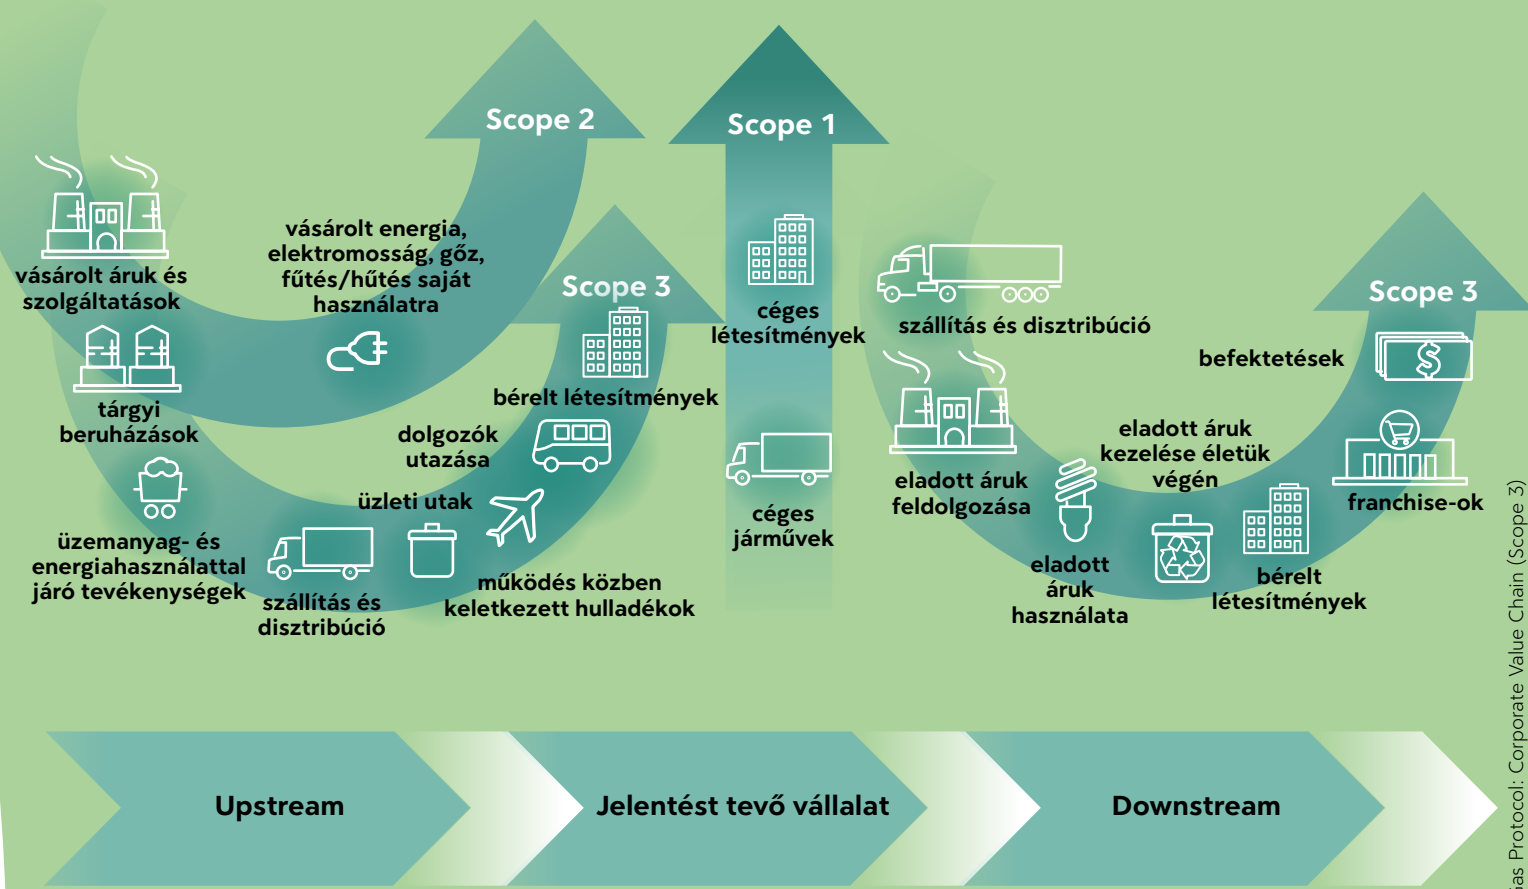 Scope 2
Scope 1
vásárolt áruk és
szolgáltatások
vásárolt energia,
elektromosság, gőz,
fűtés/hűtés saját
használatra
Scope 3
tárgyi
beruházások
bérelt létesítmények
dolgozók
utazása
üzleti utak
üzemanyag- és
energiahasználattal
járó tevékenységek
szállítás és
disztribúció
működés közben
keletkezett hulladékok
céges
létesítmények
céges
járművek
szállítás és disztribúció
Scope 3
befektetések
eladott áruk
feldolgozása
eladott áruk
kezelése életük
végén
franchise-ok
eladott
áruk
használata
bérelt
létesítmények
Upstream
Jelentést tevő vállalat
Downstream
Protocol: Corporate Value Chain (Scope 3)